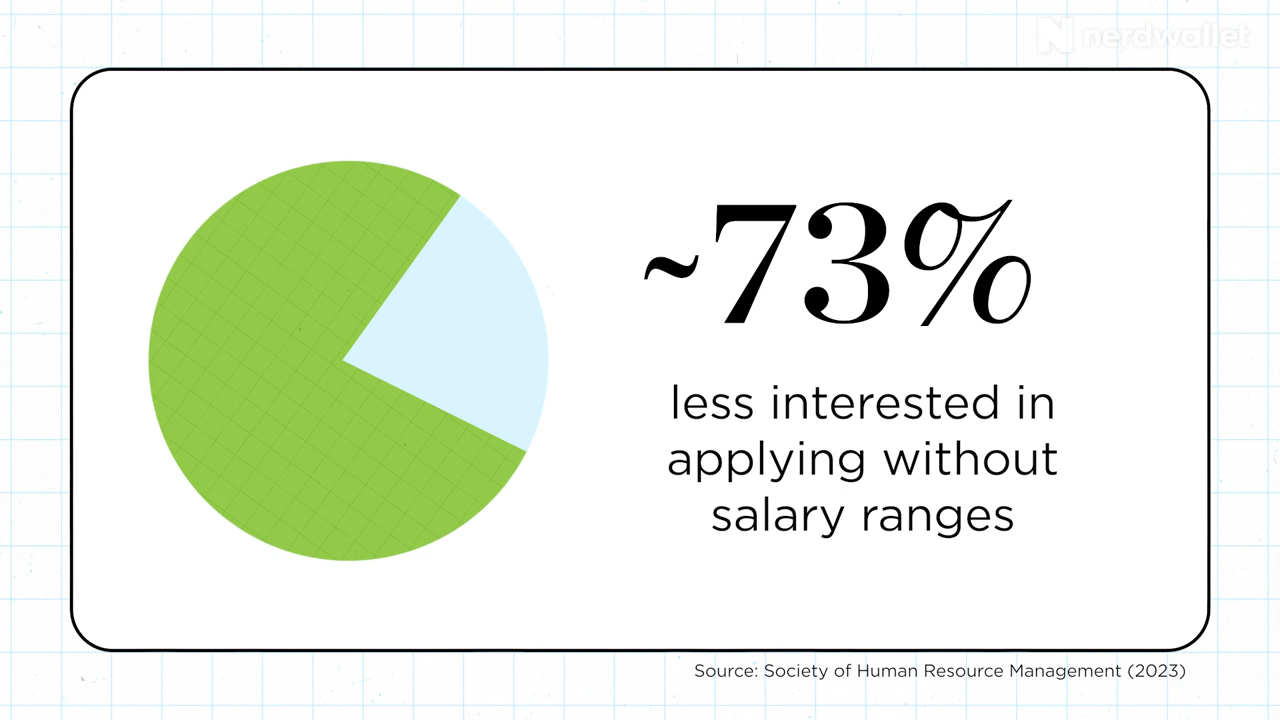 nerdwallet
~73%
less interested in
applying without
salary ranges
Source: Society of Human Resource Management (2023)